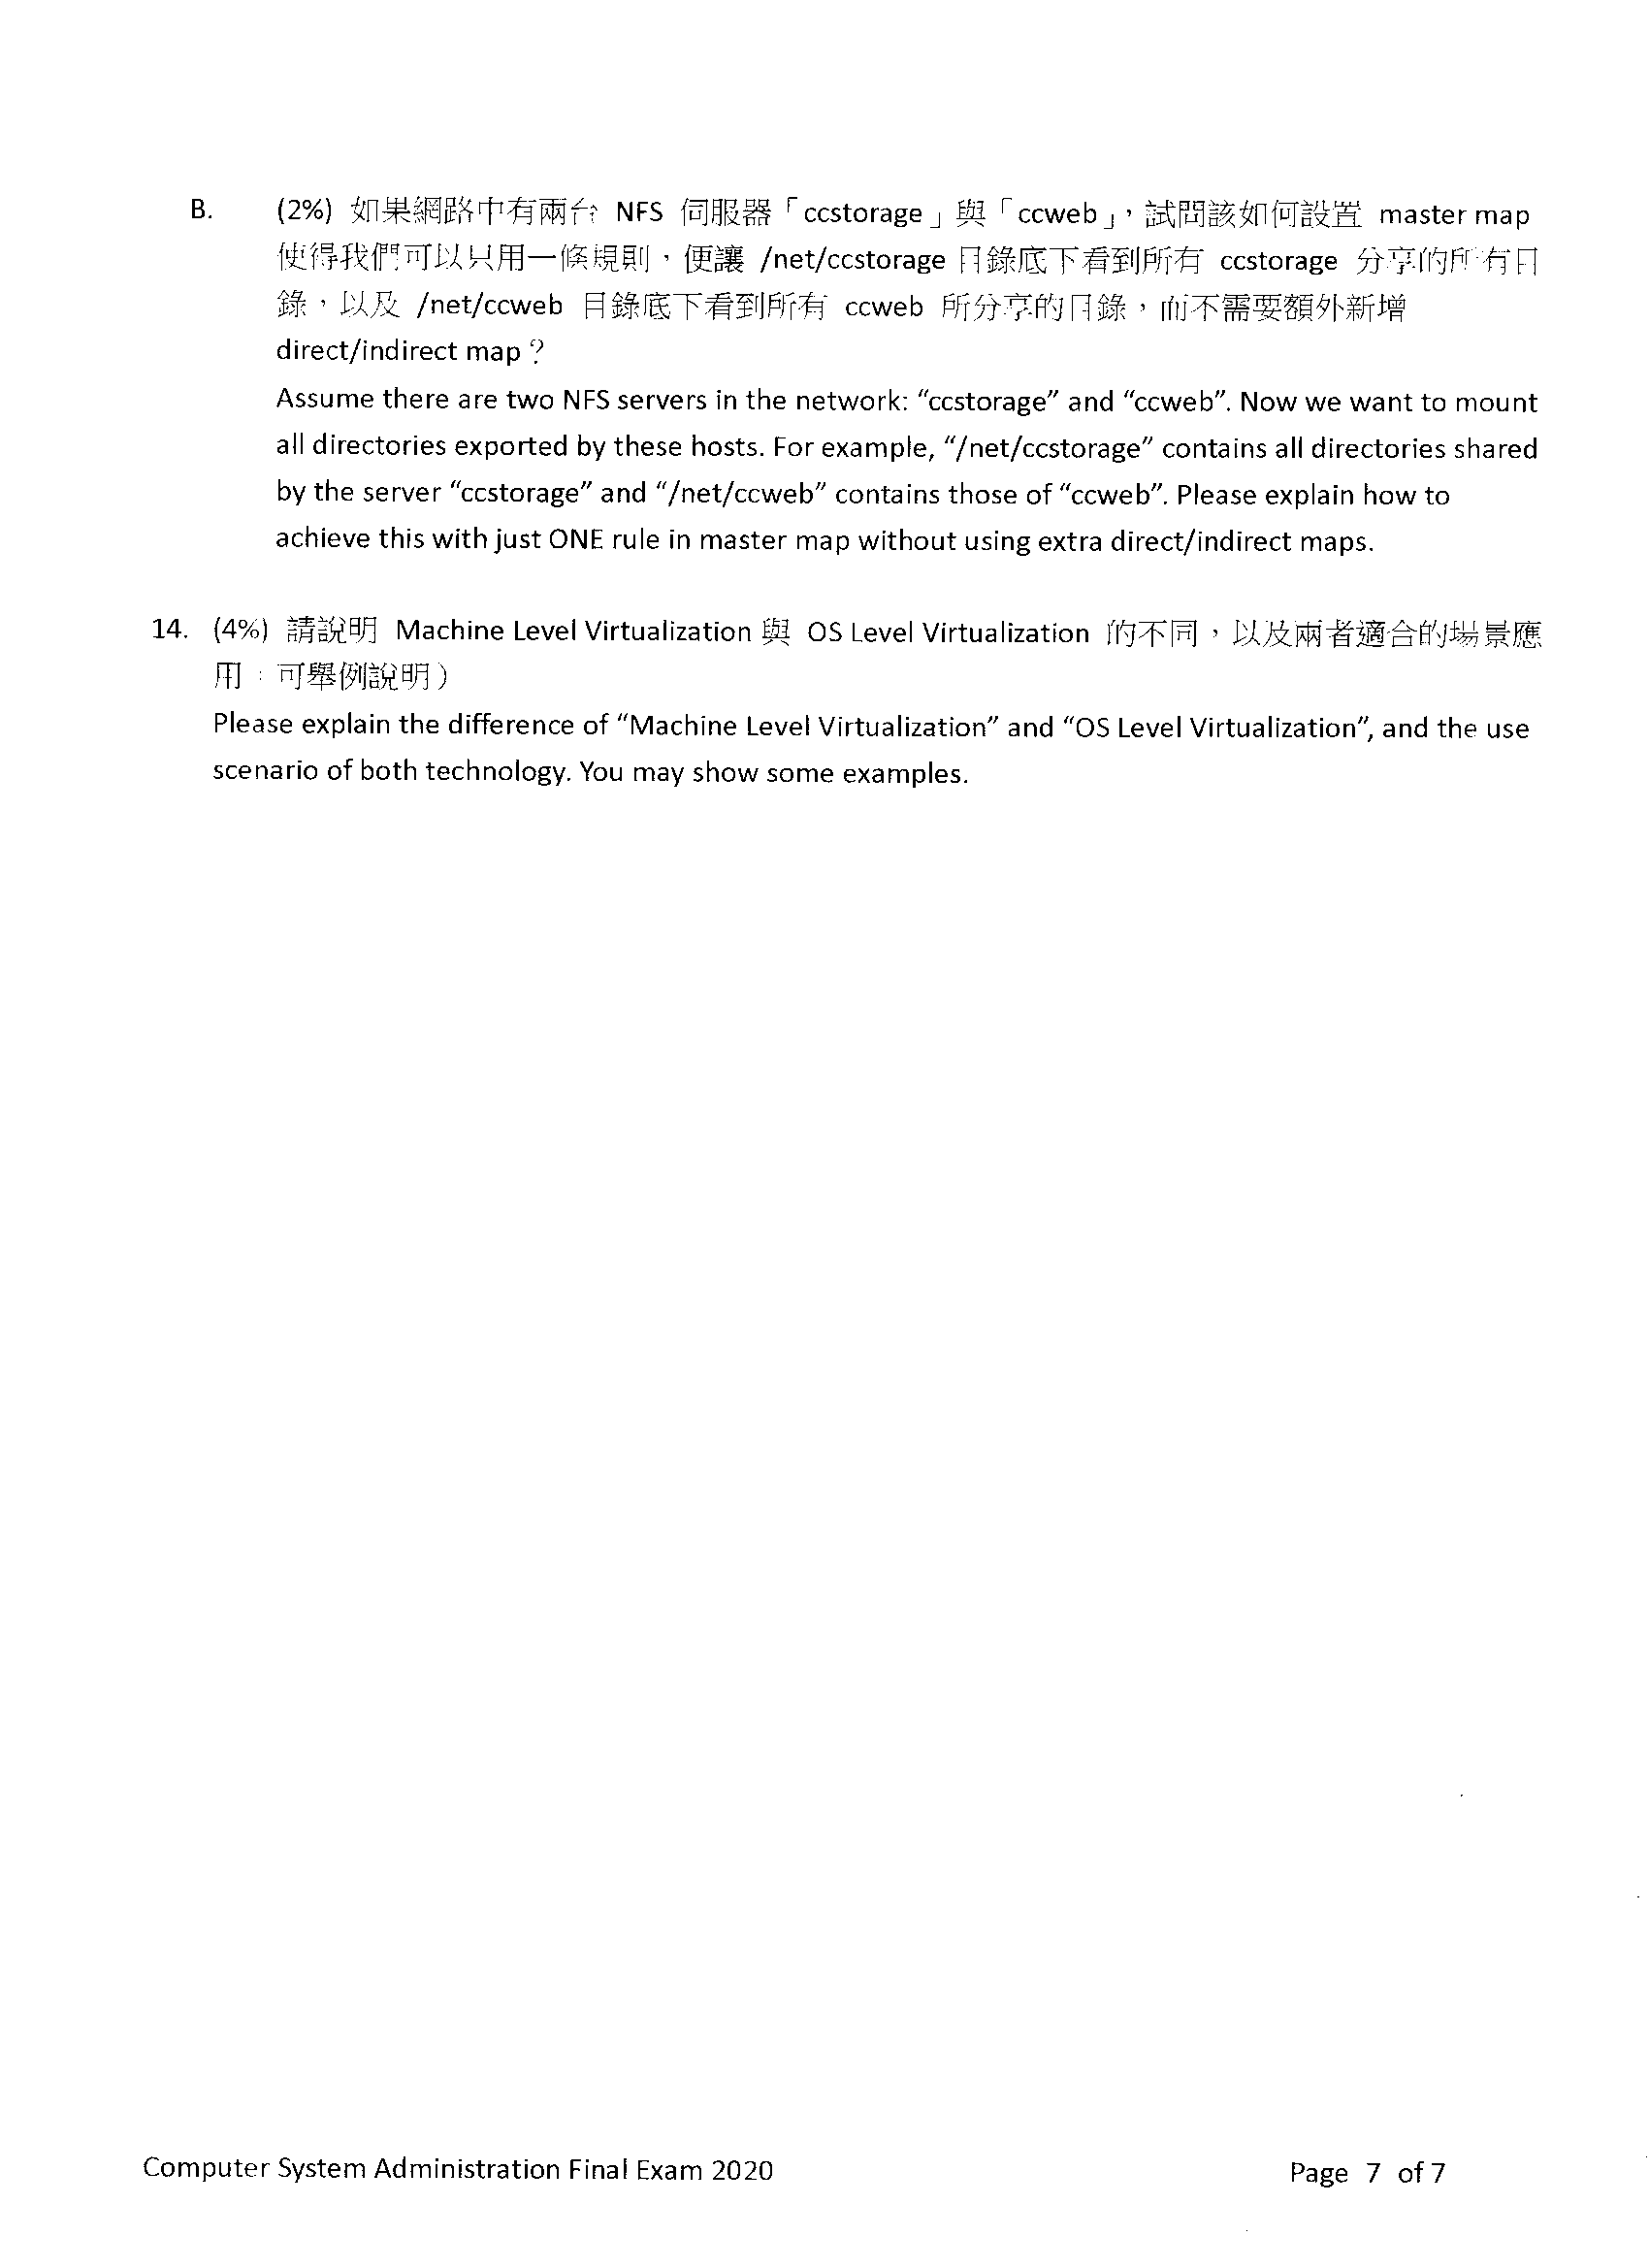 B. (2%) 如果網路中有兩台 NFS 伺服器「ccstorage」與「ccweb」，試問該如何設置 master map
使得我們可以只用一條規則，便讓 /net/ccstorage 目錄底下看到所有 ccstorage 分享的所有目
錄，以及 /net/ccweb 目錄底下看到所有 ccweb 所分享的目錄，而不需要額外新增
direct/indirect map？
Assume there are two NFS servers in the network: “ccstorage” and “ccweb”. Now we want to mount
all directories exported by these hosts. For example, “/net/ccstorage” contains all directories shared
by the server “ccstorage” and “/net/ccweb” contains those of “ccweb”. Please explain how to
achieve this with just ONE rule in master map without using extra direct/indirect maps.
14. (4%) 請說明 Machine Level Virtualization 與 OS Level Virtualization 的不同，以及兩者適合的場景應
用﹔可舉例說明）
Please explain the difference of “Machine Level Virtualization” and “OS Level Virtualization”, and the use
scenario of both technology. You may show some examples.
Computer System Administration Final Exam 2020
Page 7 of 7